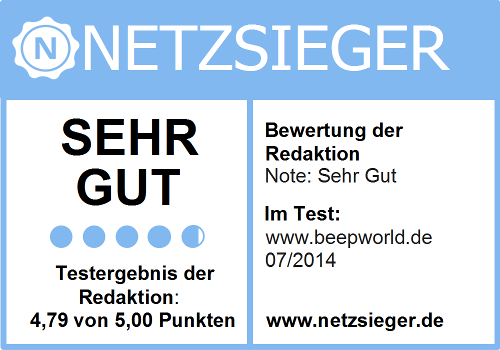 N NETZSIEGER
SEHR
GUT
Testergebnis der
Redaktion:
4,79 von 5,00 Punkten
Bewertung der
Redaktion
Note: Sehr Gut
Im Test:
www.beepworld.de
07/2014
www.netzsieger.de